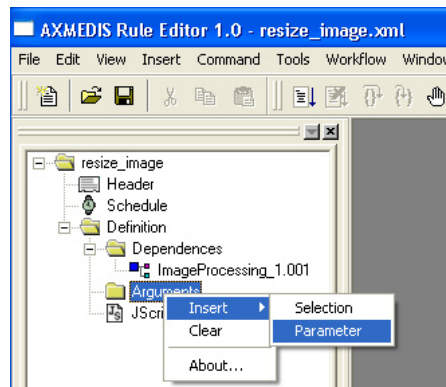 AXMEDIS Rule Editor 1.0 - resize_image.xml
File Edit View Insert Command Tools Workflow Window
resize_image
Header
Schedule
Definition
Dependences
ImageProcessing_1.001
Arguments
Insert Selection
JScri
Clear Parameter
About...